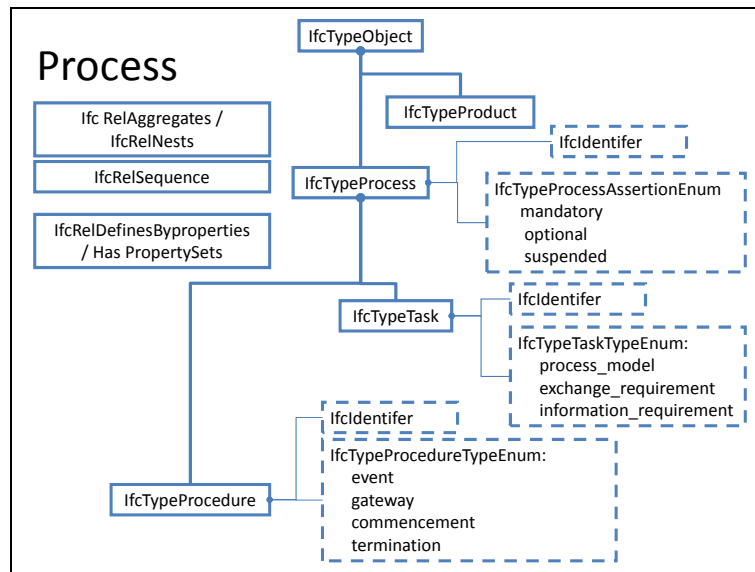 IfcTypeObject
Process
IfcTypeProduct
Ifc RelAggregates /
IfcRelNests
IfcIdentifer
IfcRelSequence
IfcTypeProcess
IfcTypeProcessAssertionEnum
mandatory
optional
suspended
IfcRelDefinesByproperties
/ Has PropertySets
IfcTypeTask
IfcIdentifer
IfcTypeTaskTypeEnum:
process_model
exchange_requirement
information_requirement
IfcIdentifer
IfcTypeProcedureTypeEnum:
event
gateway
commencement
termination
IfcTypeProcedure